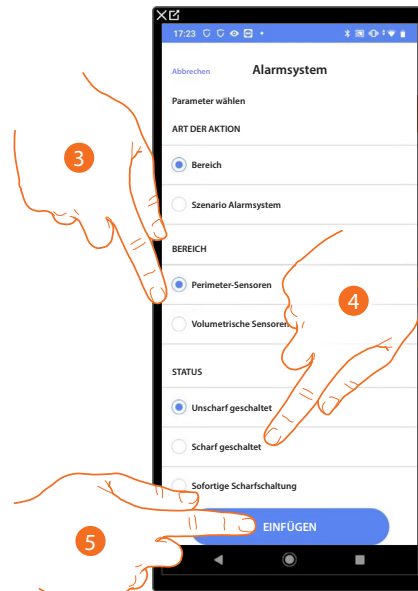 17:23
Abbrechen Alarmsystem
Parameter wählen
ART DER AKTION
Bereich
3
Szenario Alarmsystem
BEREICH
Perimeter-Sensoren
4
Volumetrische Sensoren
STATUS
Unscharf geschaltet
Scharf geschaltet
Sofortige Scharfschaltung
EINFÜGEN
5